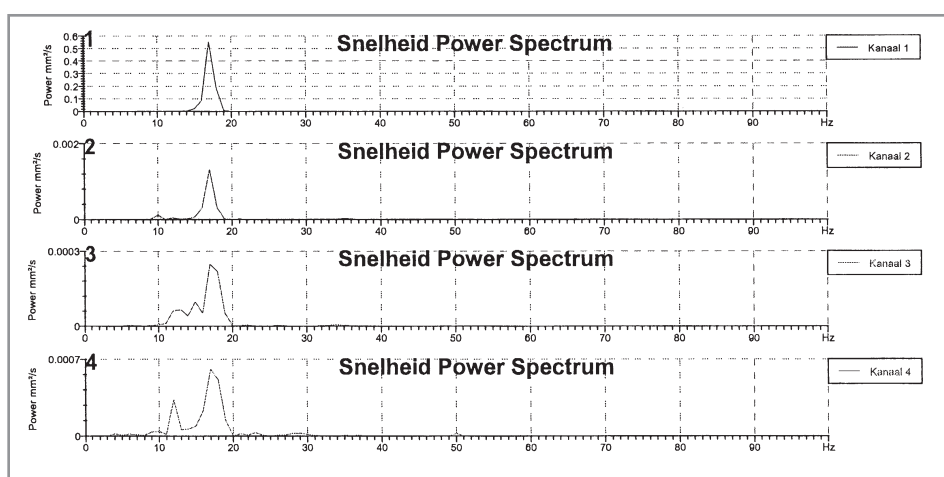 1 Snelheid Power Spectrum
Power mm²/s
0.6
0.5
0.4
0.3
0.2
0.1
0
0 10 20 30 40 50 60 70 80 90 Hz
Kanaal 1
2 Snelheid Power Spectrum
Power mm²/s
0.002
0
0 10 20 30 40 50 60 70 80 90 Hz
Kanaal 2
3 Snelheid Power Spectrum
Power mm²/s
0.0003
0
0 10 20 30 40 50 60 70 80 90 Hz
Kanaal 3
4 Snelheid Power Spectrum
Power mm²/s
0.0007
0
0 10 20 30 40 50 60 70 80 90 Hz
Kanaal 4